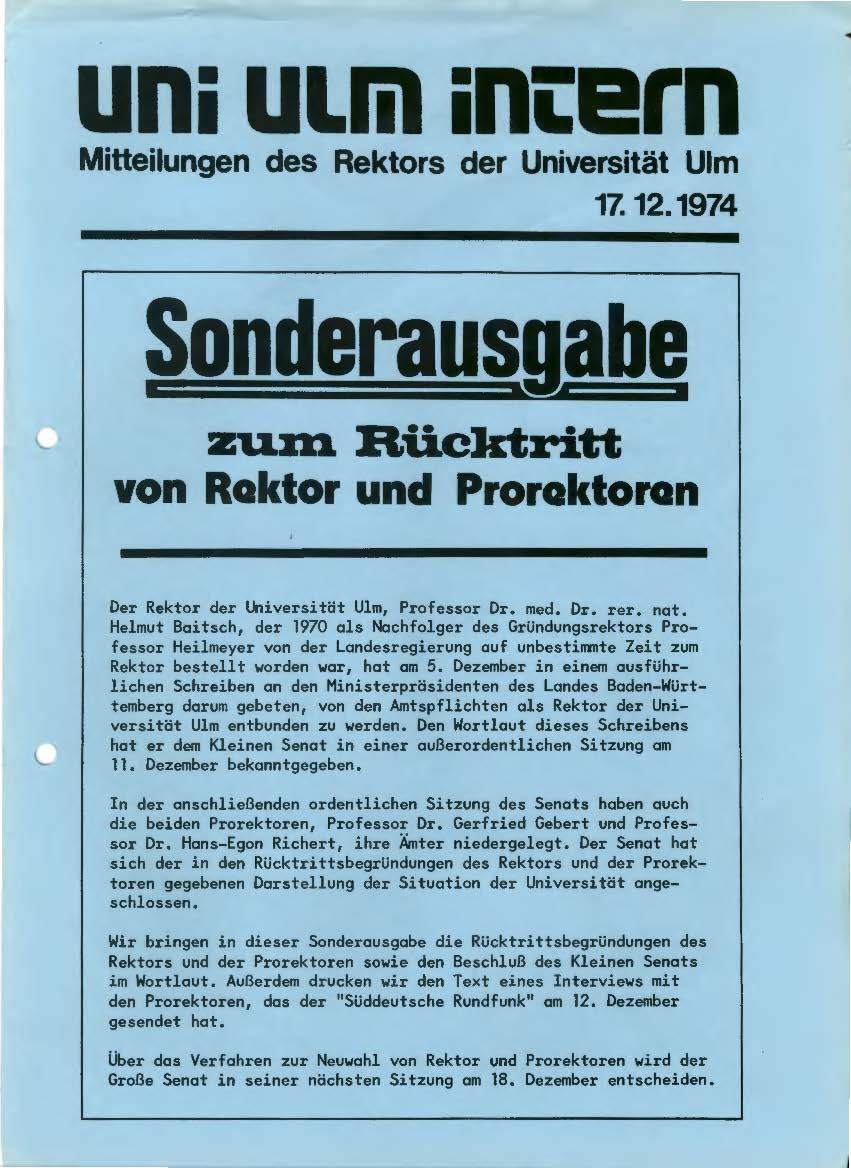 uni ulm intern
Mitteilungen des Rektors der Universität Ulm
17. 12. 1974
Sonderausgabe
zum Rücktritt
von Rektor und Prorektoren
Der Rektor der Universität Ulm, Professor Dr. med. Dr. rer. nat.
Helmut Baitsch, der 1970 als Nachfolger des Gründungsrektors Pro-
fessor Heilmeyer von der Landesregierung auf unbestimmte Zeit zum
Rektor bestellt worden war, hat am 5. Dezember in einem ausführ-
lichen Schreiben an den Ministerpräsidenten des Landes Baden-Würt-
temberg darum gebeten, von den Amtspflichten als Rektor der Uni-
versität Ulm entbunden zu werden. Den Wortlaut dieses Schreibens
hat er dem Kleinen Senat in einer außerordentlichen Sitzung am
11. Dezember bekanntgegeben.
In der anschließenden ordentlichen Sitzung des Senats haben auch
die beiden Prorektoren, Professor Dr. Gerfried Gebert und Profes-
sor Dr. Hans-Egon Richert, ihre Ämter niedergelegt. Der Senat hat
sich der in den Rücktrittsbegründungen des Rektors und der Prorek-
toren gegebenen Darstellung der Situation der Universität ange-
schlossen.
Wir bringen in dieser Sonderausgabe die Rücktrittsbegründungen des
Rektors und der Prorektoren sowie den Beschluß des Kleinen Senats
im Wortlaut. Außerdem drucken wir den Text eines Interviews mit
den Prorektoren, das der "Süddeutsche Rundfunk" am 12. Dezember
gesendet hat.
Über das Verfahren zur Neuwahl von Rektor und Prorektoren wird der
Große Senat in seiner nächsten Sitzung am 18. Dezember entscheiden.